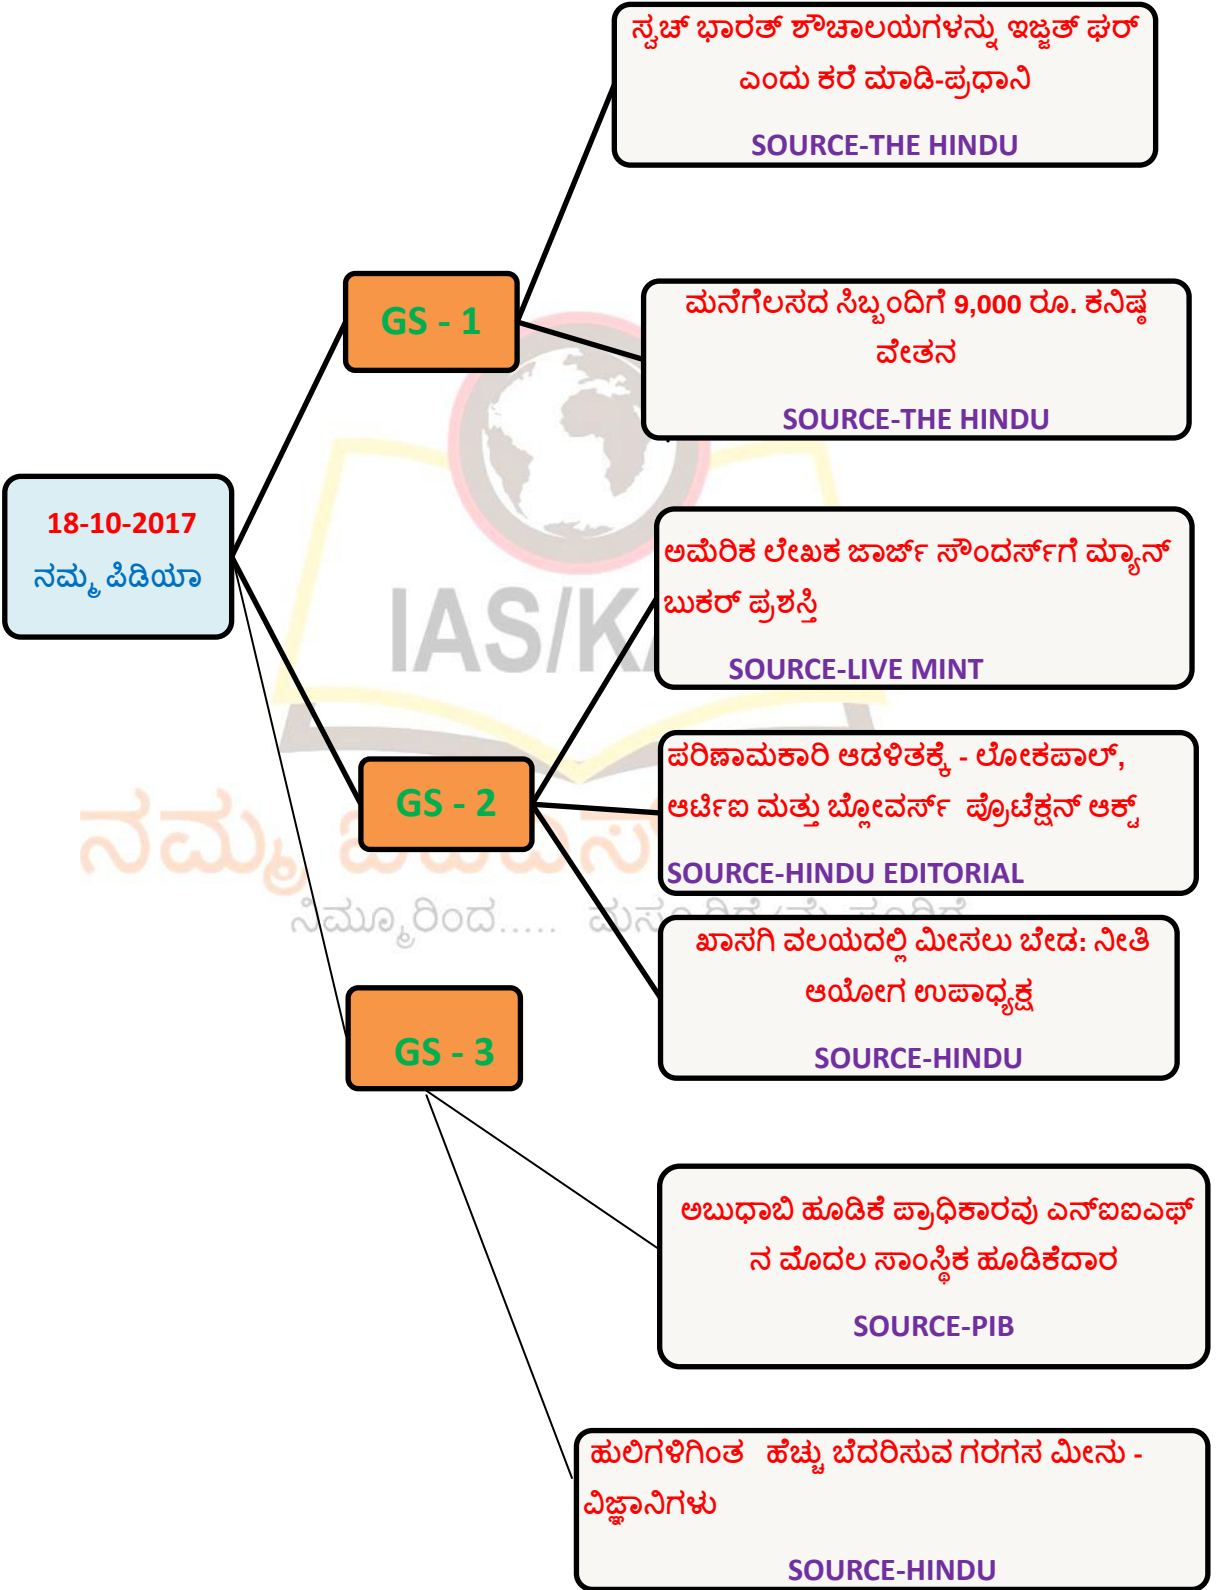 ಸ್ವಚ್ ಭಾರತ್ ಶೌಚಾಲಯಗಳನ್ನು ಇಜ್ಜತ್ ಘರ್
ಎಂದು ಕರೆ ಮಾಡಿ-ಪ್ರಧಾನಿ
SOURCE-THE HINDU
GS - 1
ಮನೆಗೆಲಸದ ಸಿಬ್ಬಂದಿಗೆ 9,000 ರೂ. ಕನಿಷ್ಠ
ವೇತನ
SOURCE-THE HINDU
18-10-2017
ನಮ್ಮ ಪಿಡಿಯಾ
ಅಮೆರಿಕ ಲೇಖಕ ಜಾರ್ಜ್ ಸೌಂದರ್ಸ್‌ಗೆ ಮ್ಯಾನ್
ಬುಕರ್ ಪ್ರಶಸ್ತಿ
SOURCE-LIVE MINT
IAS/KA
GS - 2
ಪರಿಣಾಮಕಾರಿ ಆಡಳಿತಕ್ಕೆ - ಲೋಕಪಾಲ್,
ಆರ್ಟಿಐ ಮತ್ತು ಬ್ಲೋವರ್ಸ್ ಪ್ರೊಟೆಕ್ಷನ್ ಆಕ್ಟ್
SOURCE-HINDU EDITORIAL
ನಮ್ಮ
ನಿಮ್ಮೂರಿಂದ.....
ಖಾಸಗಿ ವಲಯದಲ್ಲಿ ಮೀಸಲು ಬೇಡ: ನೀತಿ
ಆಯೋಗ ಉಪಾಧ್ಯಕ್ಷ
SOURCE-HINDU
GS - 3
ಅಬುಧಾಬಿ ಹೂಡಿಕೆ ಪ್ರಾಧಿಕಾರವು ಎನ್ಐಐಎಫ್
ನ ಮೊದಲ ಸಾಂಸ್ಥಿಕ ಹೂಡಿಕೆದಾರ
SOURCE-PIB
ಹುಲಿಗಳಿಗಿಂತ ಹೆಚ್ಚು ಬೆದರಿಸುವ ಗರಗಸ ಮೀನು -
ವಿಜ್ಞಾನಿಗಳು
SOURCE-HINDU